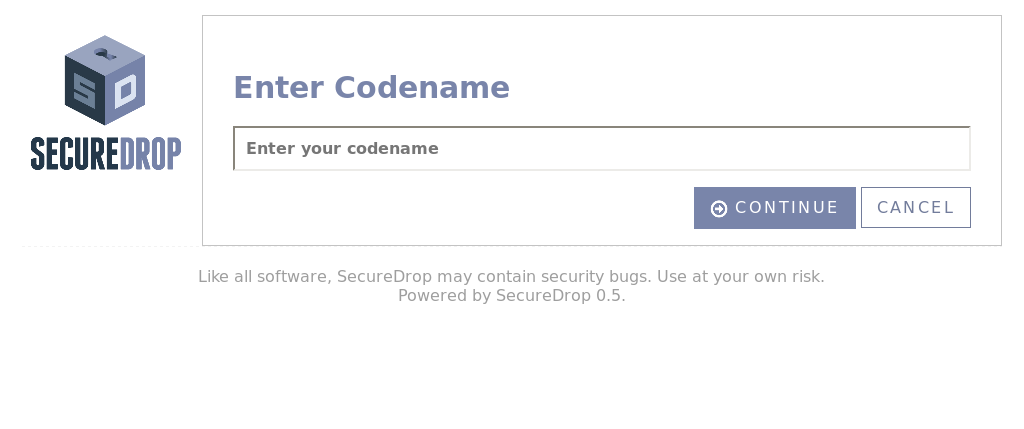 SD
SECUREDROP
Enter Codename
Enter your codename
CONTINUE CANCEL
Like all software, SecureDrop may contain security bugs. Use at your own risk.
Powered by SecureDrop 0.5.